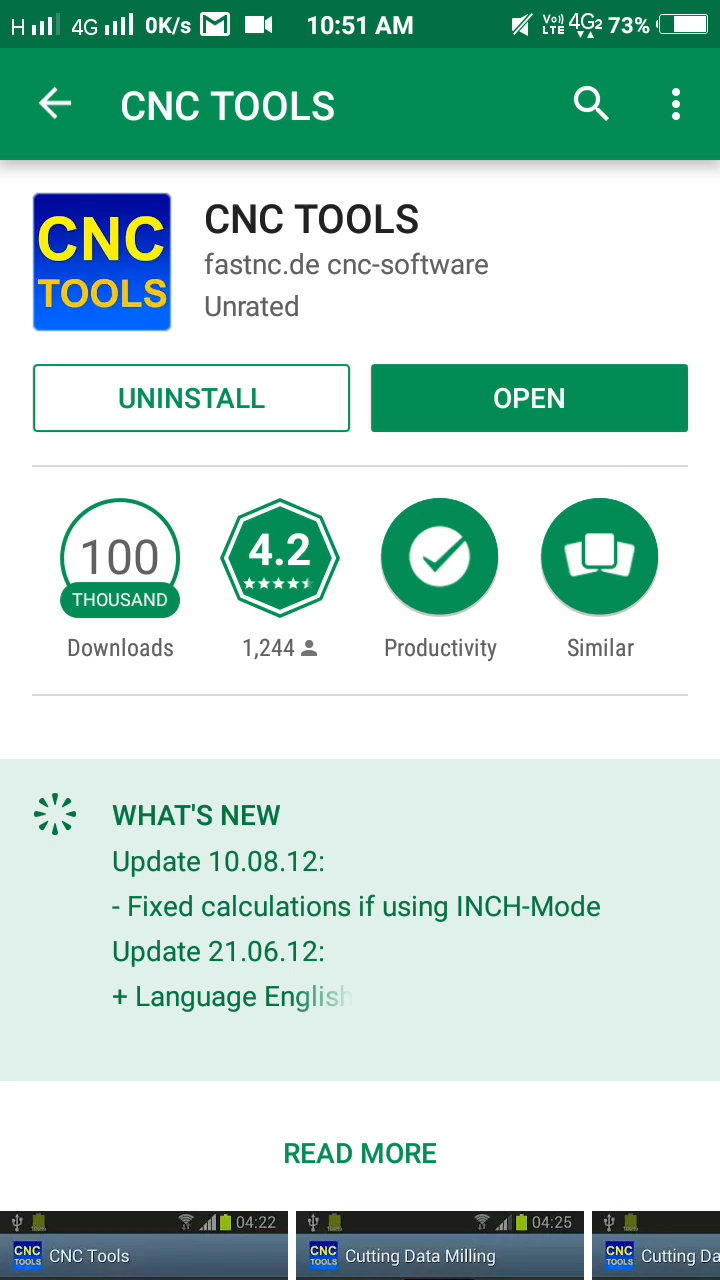 H 4G 0K/s 10:51 AM Vo)) LTE 4G2 73%
CNC TOOLS
CNC
TOOLS
CNC TOOLS
fastnc.de cnc-software
Unrated
UNINSTALL
OPEN
100
THOUSAND
Downloads
4.2
1,244
Productivity
Similar
WHAT'S NEW
Update 10.08.12:
- Fixed calculations if using INCH-Mode
Update 21.06.12:
+ Language English
READ MORE
04:22
CNC TOOLS CNC Tools
04:25
CNC TOOLS Cutting Data Milling
CNC TOOLS Cutting Da